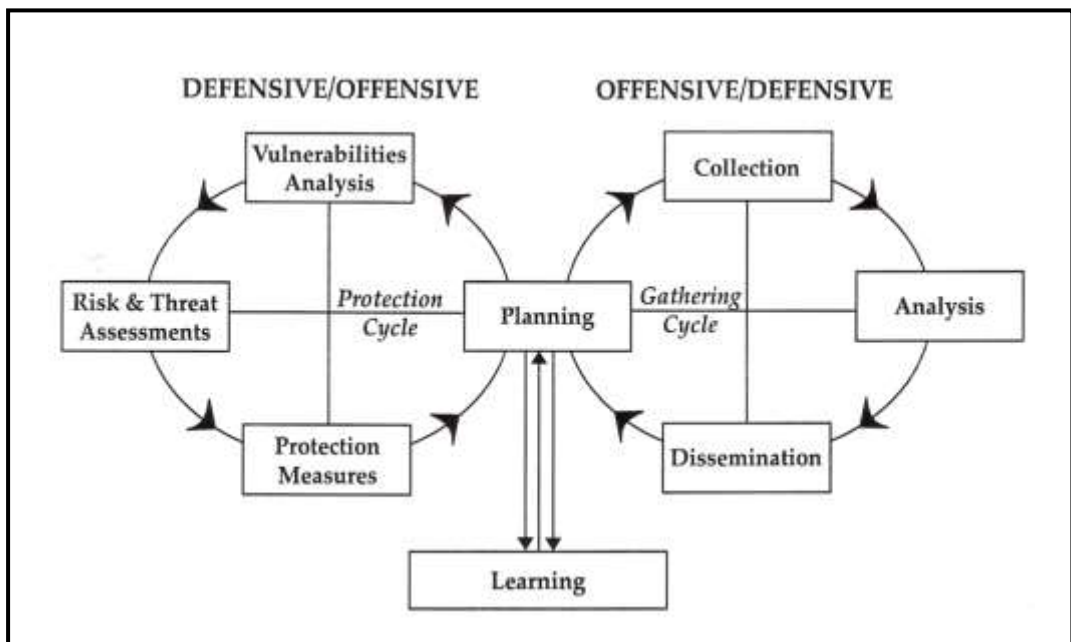 DEFENSIVE/OFFENSIVE
OFFENSIVE/DEFENSIVE
Vulnerabilities
Analysis
Collection
Risk & Threat
Assessments
Protection
Cycle
Planning
Gathering
Cycle
Analysis
Protection
Measures
Dissemination
Learning